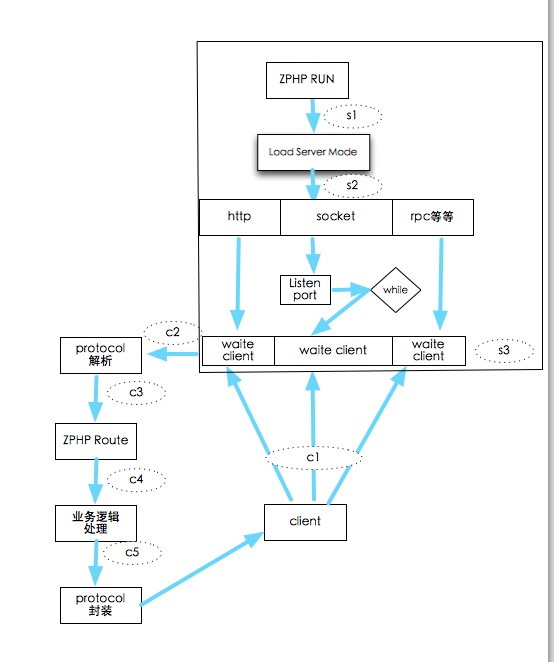 ZPHP RUN
s1
Load Server Mode
s2
http
socket
rpc等等
Listen
port
while
c2
waite
client
waite client
waite
client
s3
protocol
解析
c3
ZPHP Route
c4
c1
业务逻辑
处理
client
c5
protocol
封装